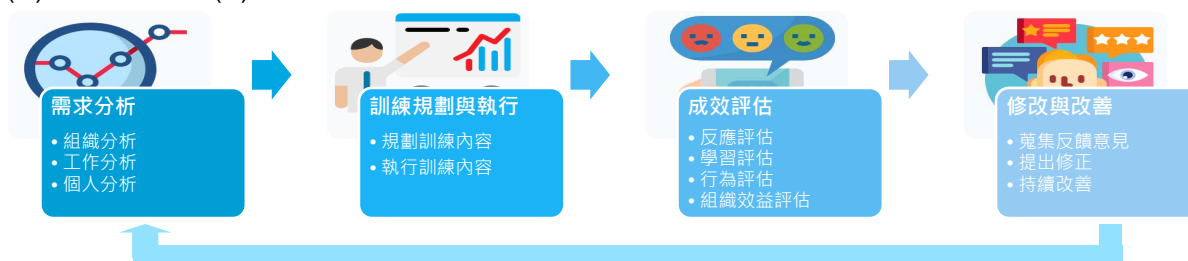 需求分析
• 組織分析
• 工作分析
• 個人分析
訓練規劃與執行
• 規劃訓練內容
• 執行訓練內容
成效評估
• 反應評估
• 學習評估
• 行為評估
• 組織效益評估
修改與改善
• 蒐集反饋意見
• 提出修正
• 持續改善